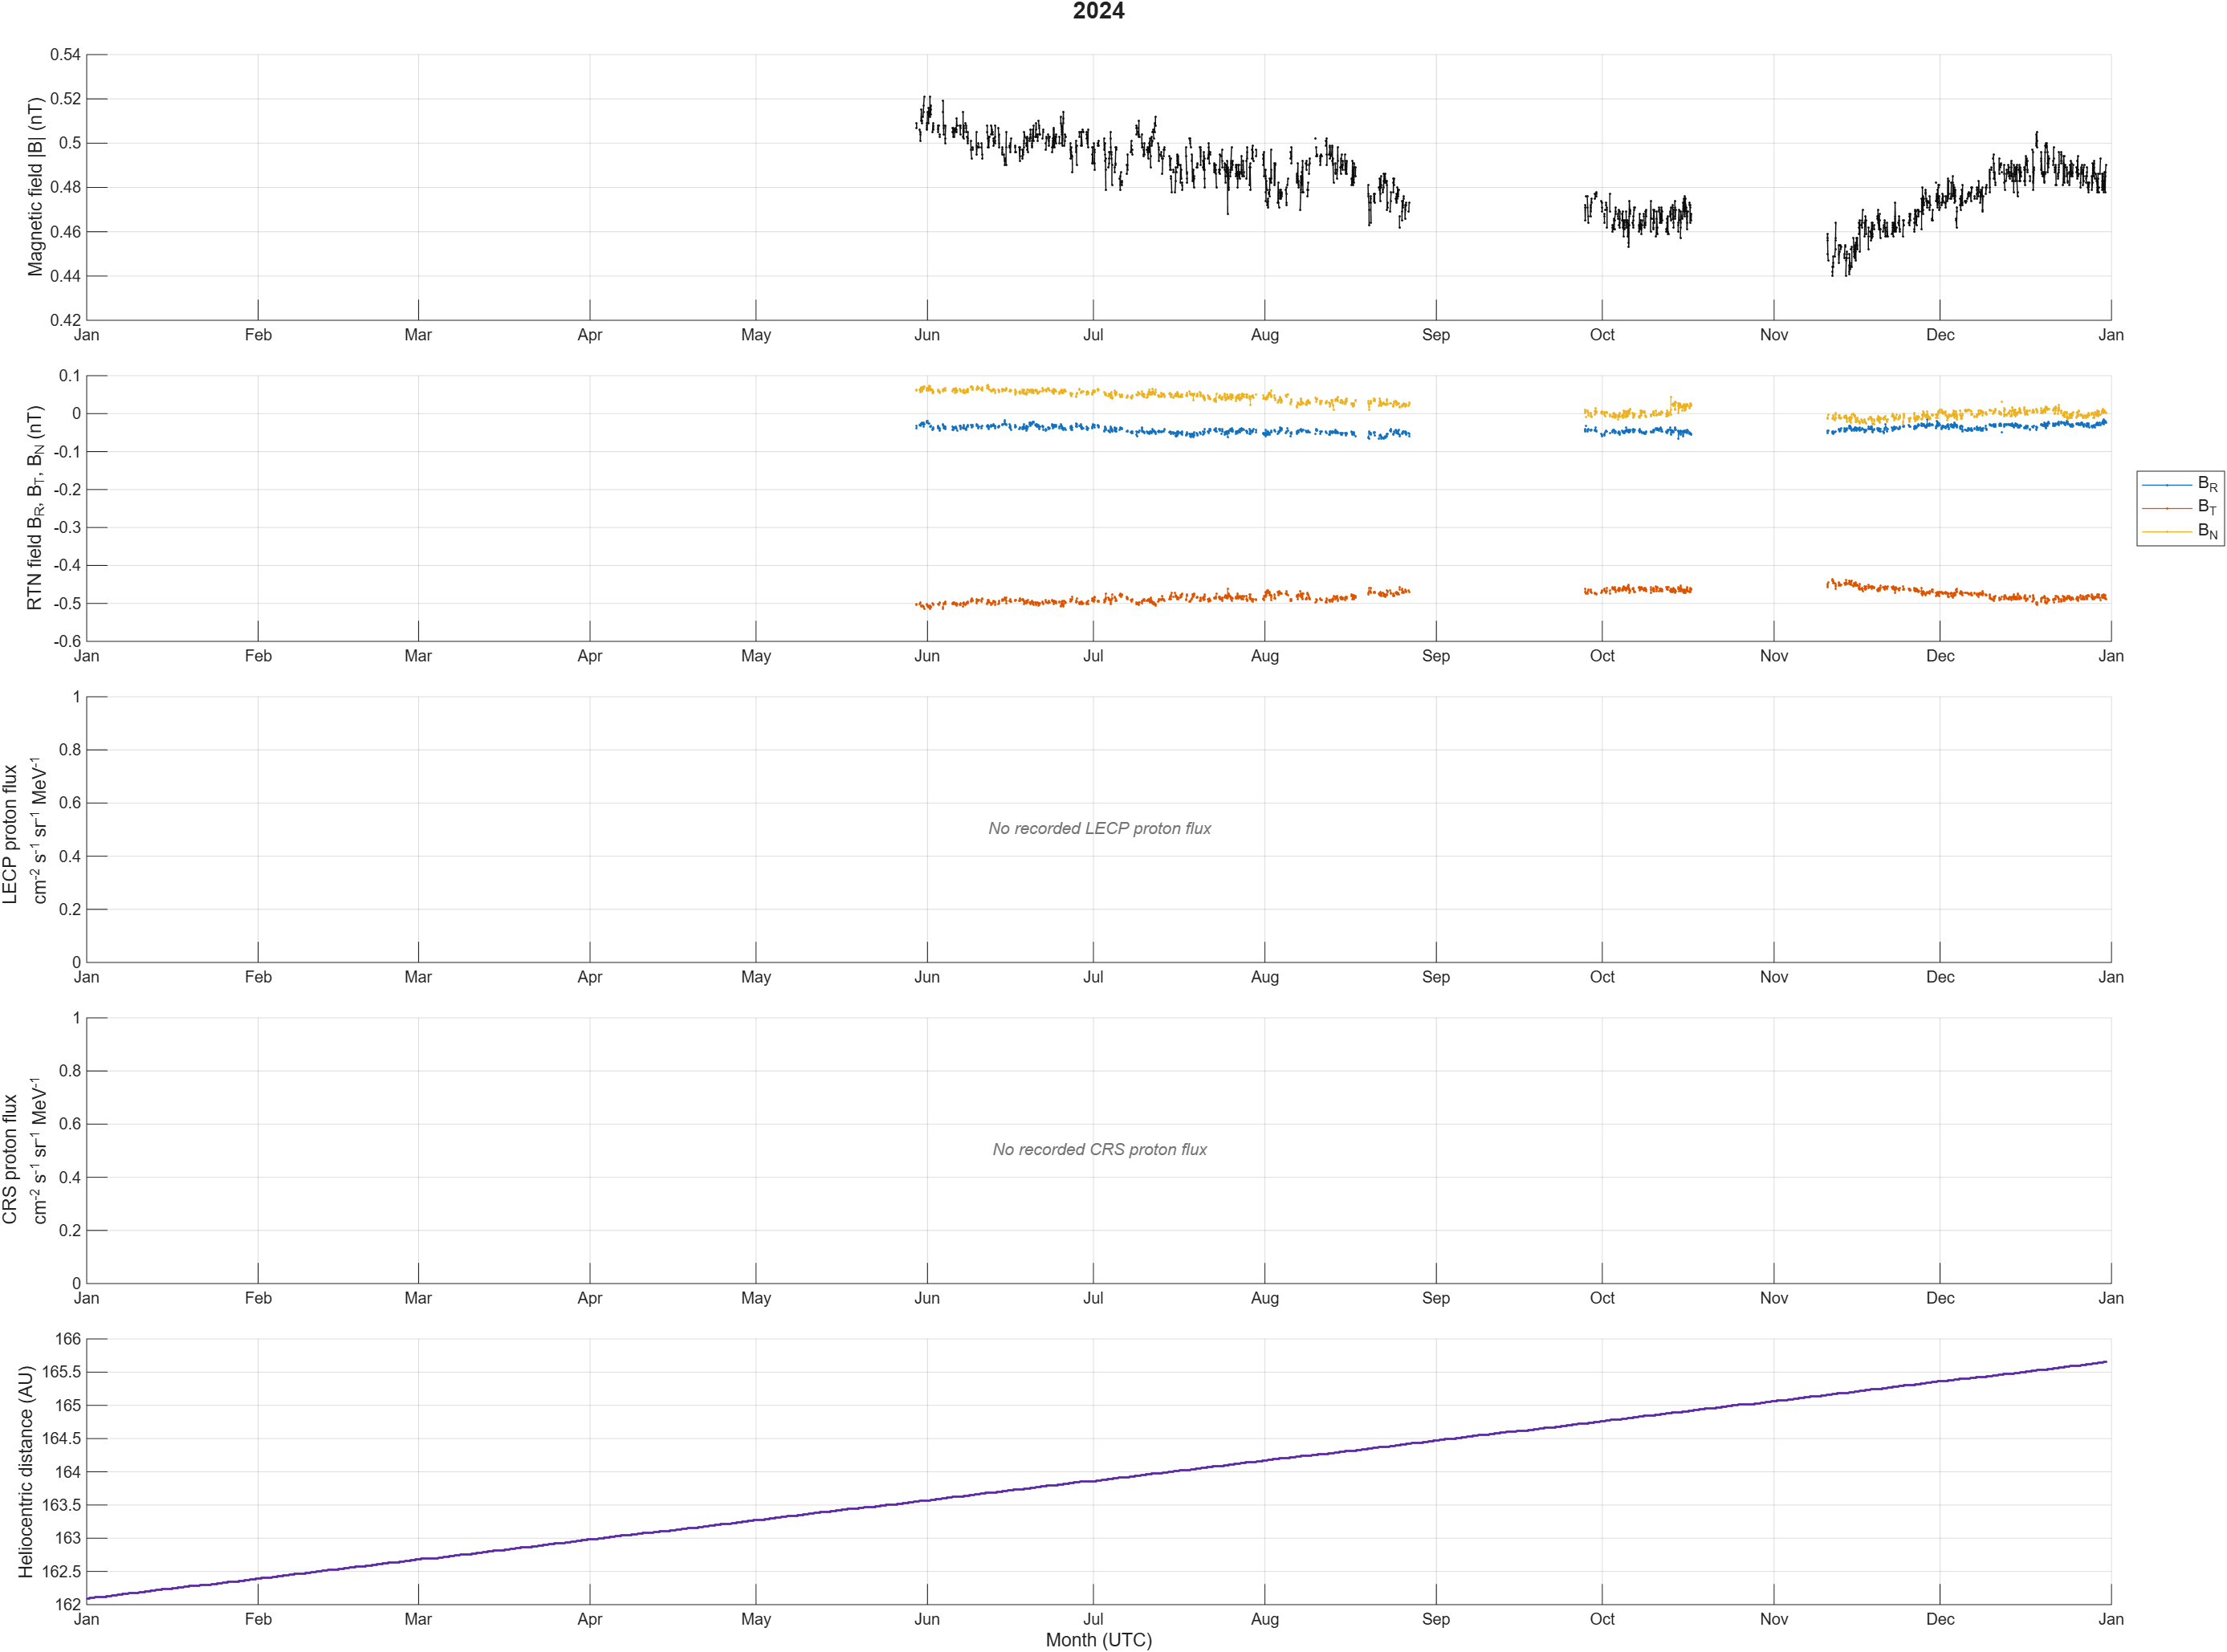 2024
Magnetic field |B| (nT)
0.54
0.52
0.5
0.48
0.46
0.44
0.42
Jan Feb Mar Apr May Jun Jul Aug Sep Oct Nov Dec Jan
RTN field B_R, B_T, B_N (nT)
0.1
0
-0.1
-0.2
-0.3
-0.4
-0.5
-0.6
Jan Feb Mar Apr May Jun Jul Aug Sep Oct Nov Dec Jan
B_R
B_T
B_N
LECP proton flux
cm⁻² s⁻¹ sr⁻¹ MeV⁻¹
1
0.8
0.6
0.4
0.2
0
No recorded LECP proton flux
Jan Feb Mar Apr May Jun Jul Aug Sep Oct Nov Dec Jan
CRS proton flux
cm⁻² s⁻¹ sr⁻¹ MeV⁻¹
1
0.8
0.6
0.4
0.2
0
No recorded CRS proton flux
Jan Feb Mar Apr May Jun Jul Aug Sep Oct Nov Dec Jan
Heliocentric distance (AU)
166
165.5
165
164.5
164
163.5
163
162.5
162
Jan Feb Mar Apr May Jun Jul Aug Sep Oct Nov Dec Jan
Month (UTC)